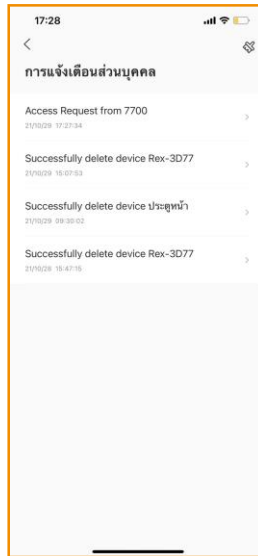 17:28
การแจ้งเตือนส่วนบุคคล
Access Request from 7700
21/10/29 17:27:34
Successfully delete device Rex-3D77
21/10/29 15:07:53
Successfully delete device ประตูหน้า
21/10/29 09:30:02
Successfully delete device Rex-3D77
21/10/28 16:47:15